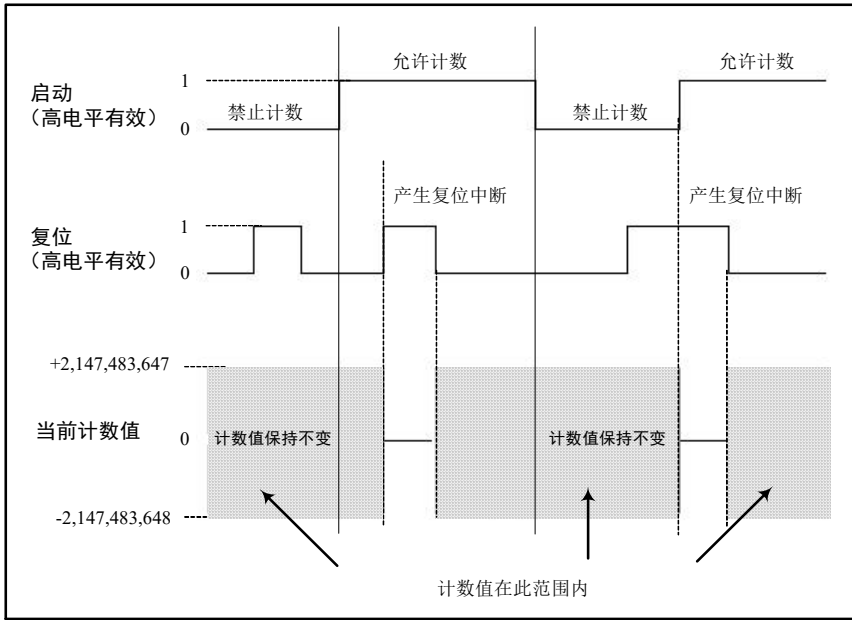 允许计数
允许计数
启动
（高电平有效）
1
0
禁止计数
禁止计数
产生复位中断
产生复位中断
复位
（高电平有效）
1
0
+2,147,483,647
当前计数值
0
计数值保持不变
计数值保持不变
-2,147,483,648
计数值在此范围内